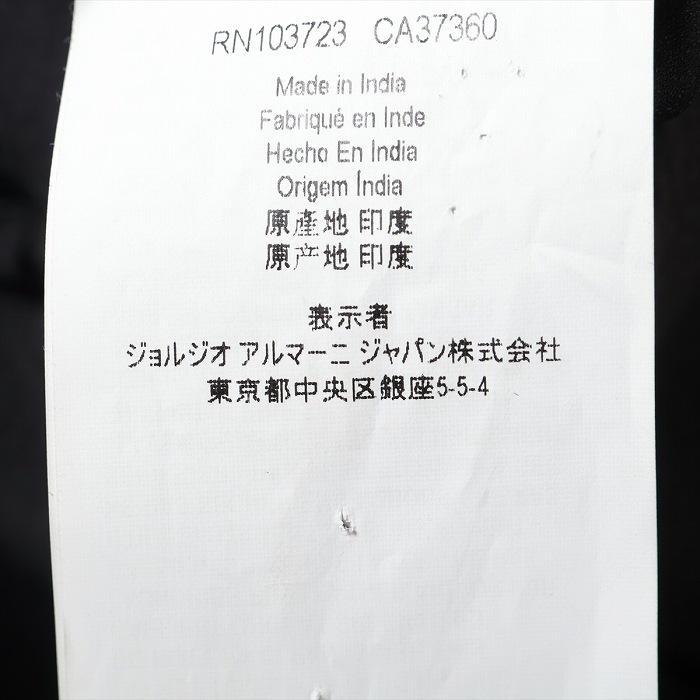 RN103723 CA37360
Made in India
Fabriqué en Inde
Hecho En India
Origem Índia
原產地 印度
原产地 印度
表示者
ジョルジオ アルマーニ ジャパン株式会社
東京都中央区銀座5-5-4